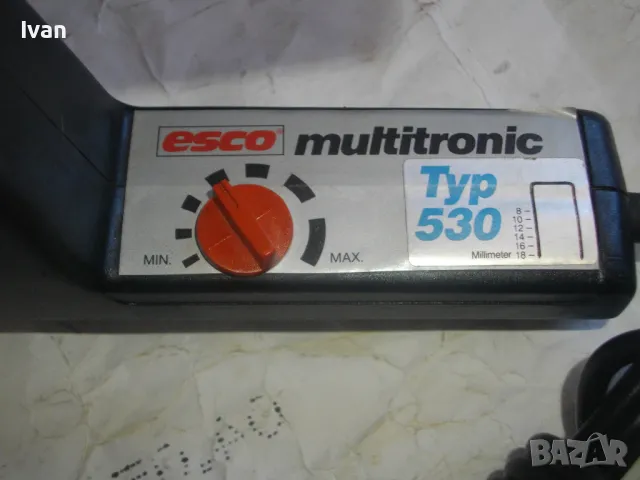 Ivan
esco® multitronic
Typ
530
8
10
12
14
16
Millimeter 18
MIN.
MAX.
BAZAR